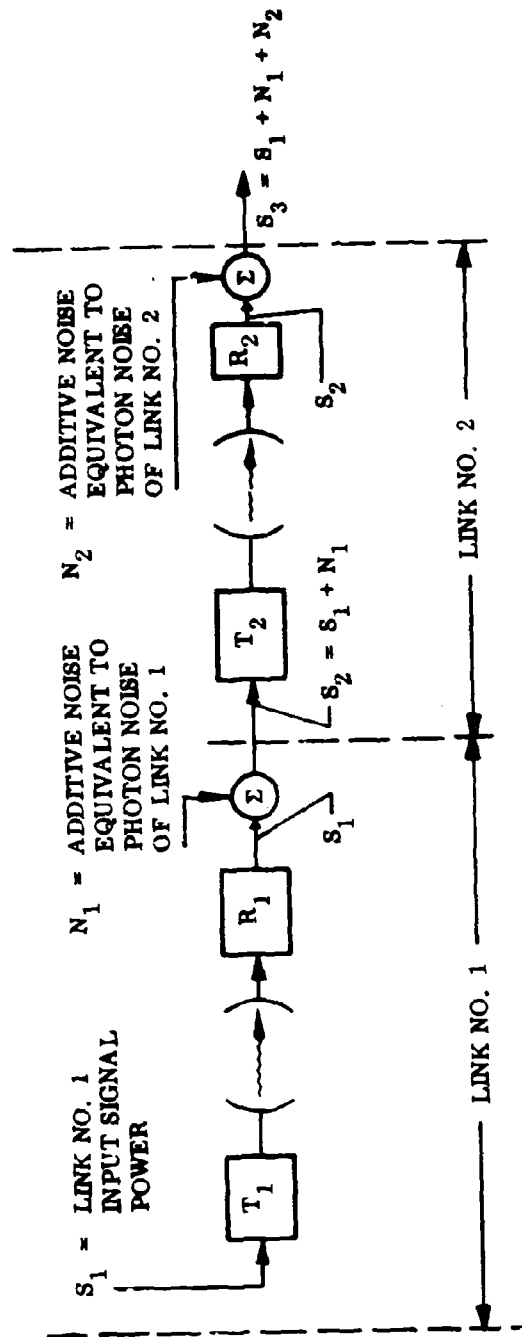 S₁ = LINK NO. 1
INPUT SIGNAL
POWER
N₁ = ADDITIVE NOISE
EQUIVALENT TO
PHOTON NOISE
OF LINK NO. 1
N₂ = ADDITIVE NOISE
EQUIVALENT TO
PHOTON NOISE
OF LINK NO. 2
T₁
R₁
Σ
S₁
T₂
S₂ = S₁ + N₁
R₂
Σ
S₂
S₃ = S₁ + N₁ + N₂
LINK NO. 1
LINK NO. 2